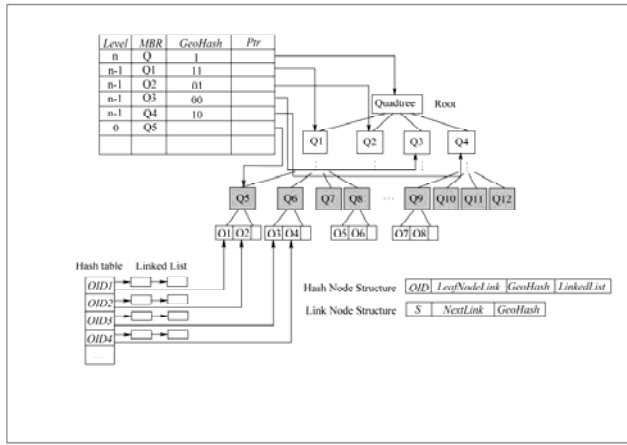 Level MBR GeoHash Ptr
n Q 1
n-1 Q1 11
n-1 O2 01
n-1 O3 00
n-1 Q4 10
0 Q5
Quadtree Root
Q1 Q2 Q3 Q4
Q5 Q6 Q7 Q8 ... Q9 Q10 Q11 Q12
O1 O2 O3 O4 O5 O6 O7 O8
Hash table Linked List
OID1
OID2
OID3
OID4
...
Hash Node Structure OID LeafNodeLink GeoHash LinkedList
Link Node Structure S NextLink GeoHash